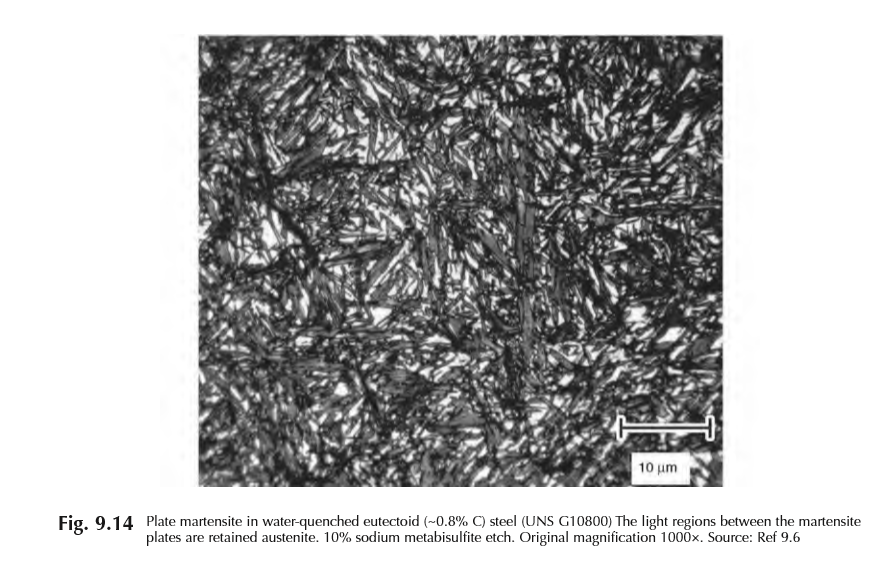 10 μm
Fig. 9.14 Plate martensite in water-quenched eutectoid (~0.8% C) steel (UNS G10800) The light regions between the martensite
plates are retained austenite. 10% sodium metabisulfite etch. Original magnification 1000×. Source: Ref 9.6